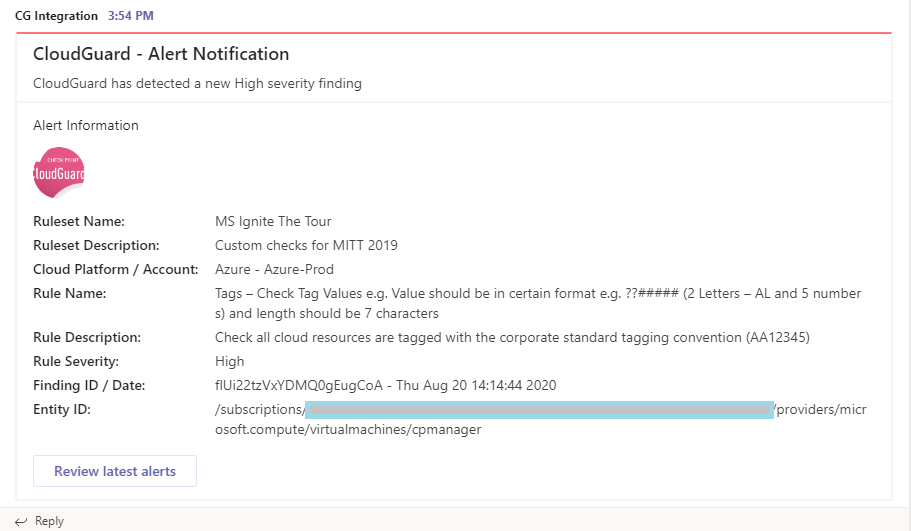 CG Integration 3:54 PM
CloudGuard - Alert Notification
CloudGuard has detected a new High severity finding
Alert Information
CHECK POINT
CloudGuard
Ruleset Name: MS Ignite The Tour
Ruleset Description: Custom checks for MITT 2019
Cloud Platform / Account: Azure - Azure-Prod
Rule Name: Tags – Check Tag Values e.g. Value should be in certain format e.g. ??##### (2 Letters – AL and 5 number
s) and length should be 7 characters
Rule Description: Check all cloud resources are tagged with the corporate standard tagging convention (AA12345)
Rule Severity: High
Finding ID / Date: flUi22tzVxYDMQ0gEugCoA - Thu Aug 20 14:14:44 2020
Entity ID: /subscriptions/ /providers/micr
osoft.compute/virtualmachines/cpmanager
Review latest alerts
Reply